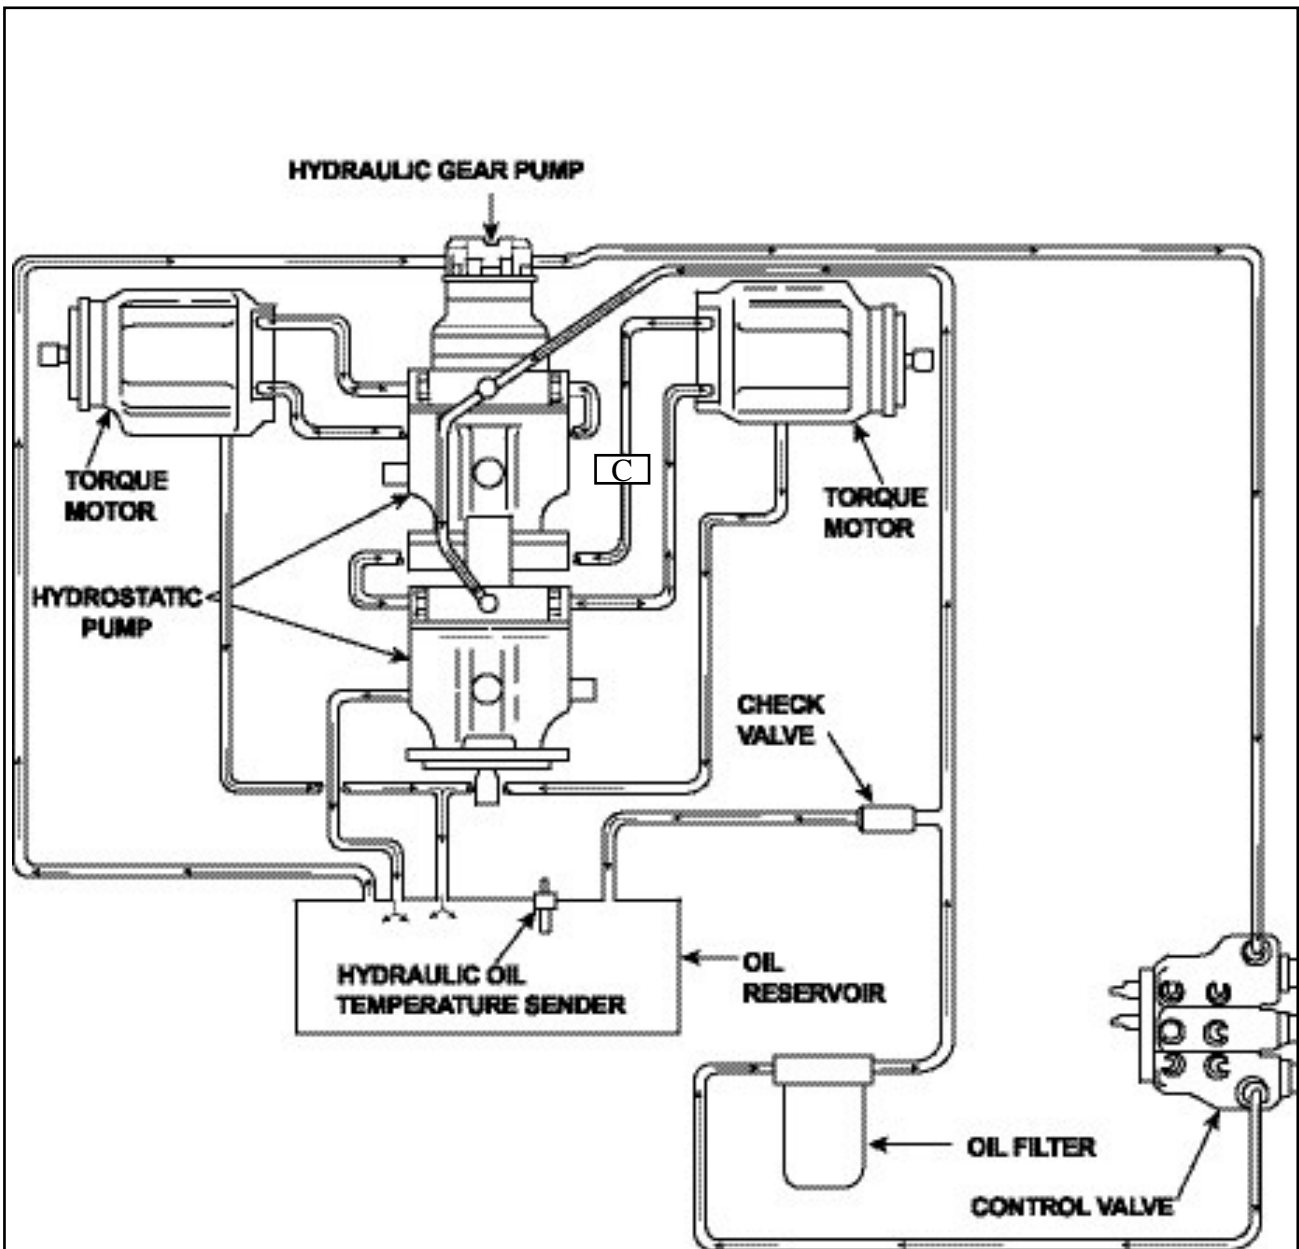 HYDRAULIC GEAR PUMP
C
TORQUE
MOTOR
TORQUE
MOTOR
HYDROSTATIC
PUMP
CHECK
VALVE
HYDRAULIC OIL
TEMPERATURE SENDER
OIL
RESERVOIR
OIL FILTER
CONTROL VALVE